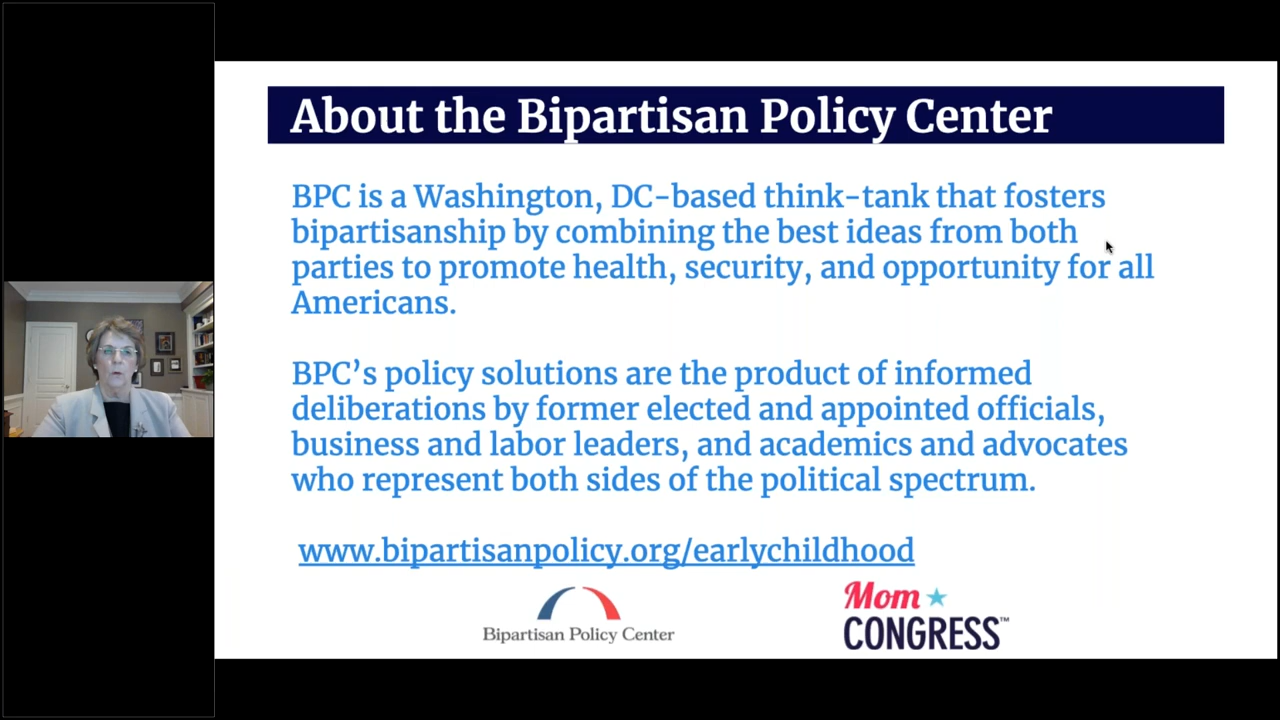 About the Bipartisan Policy Center
BPC is a Washington, DC-based think-tank that fosters
bipartisanship by combining the best ideas from both
parties to promote health, security, and opportunity for all
Americans.
BPC’s policy solutions are the product of informed
deliberations by former elected and appointed officials,
business and labor leaders, and academics and advocates
who represent both sides of the political spectrum.
www.bipartisanpolicy.org/earlychildhood
Bipartisan Policy Center
Mom
CONGRESS™